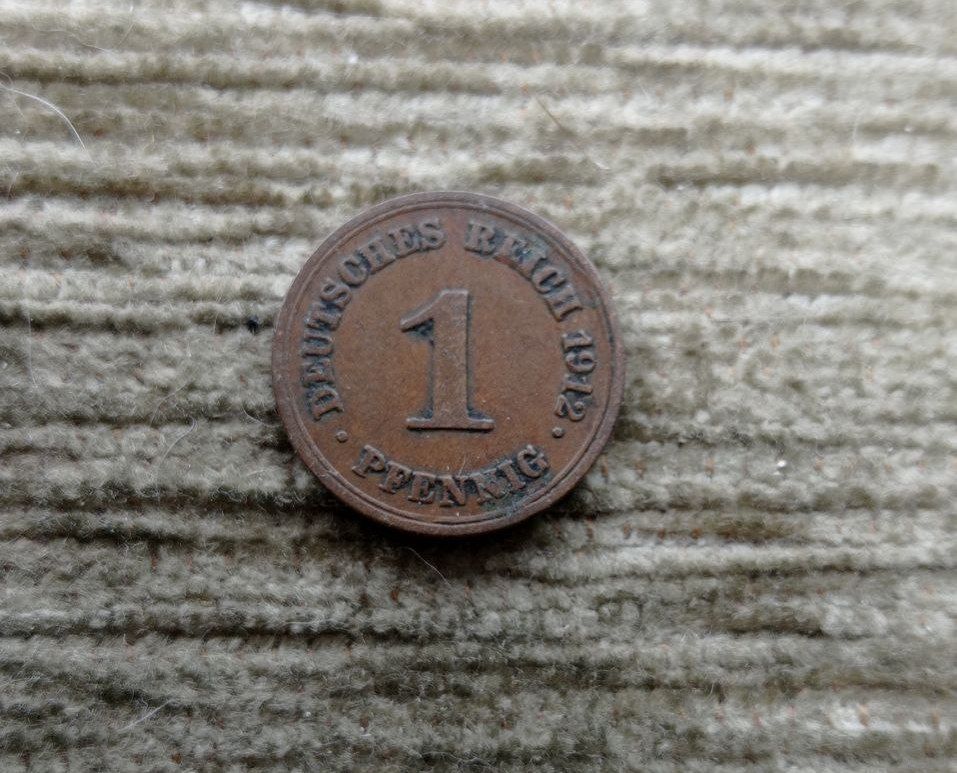 DEUTSCHES REICH 1912
1
· PFENNIG ·